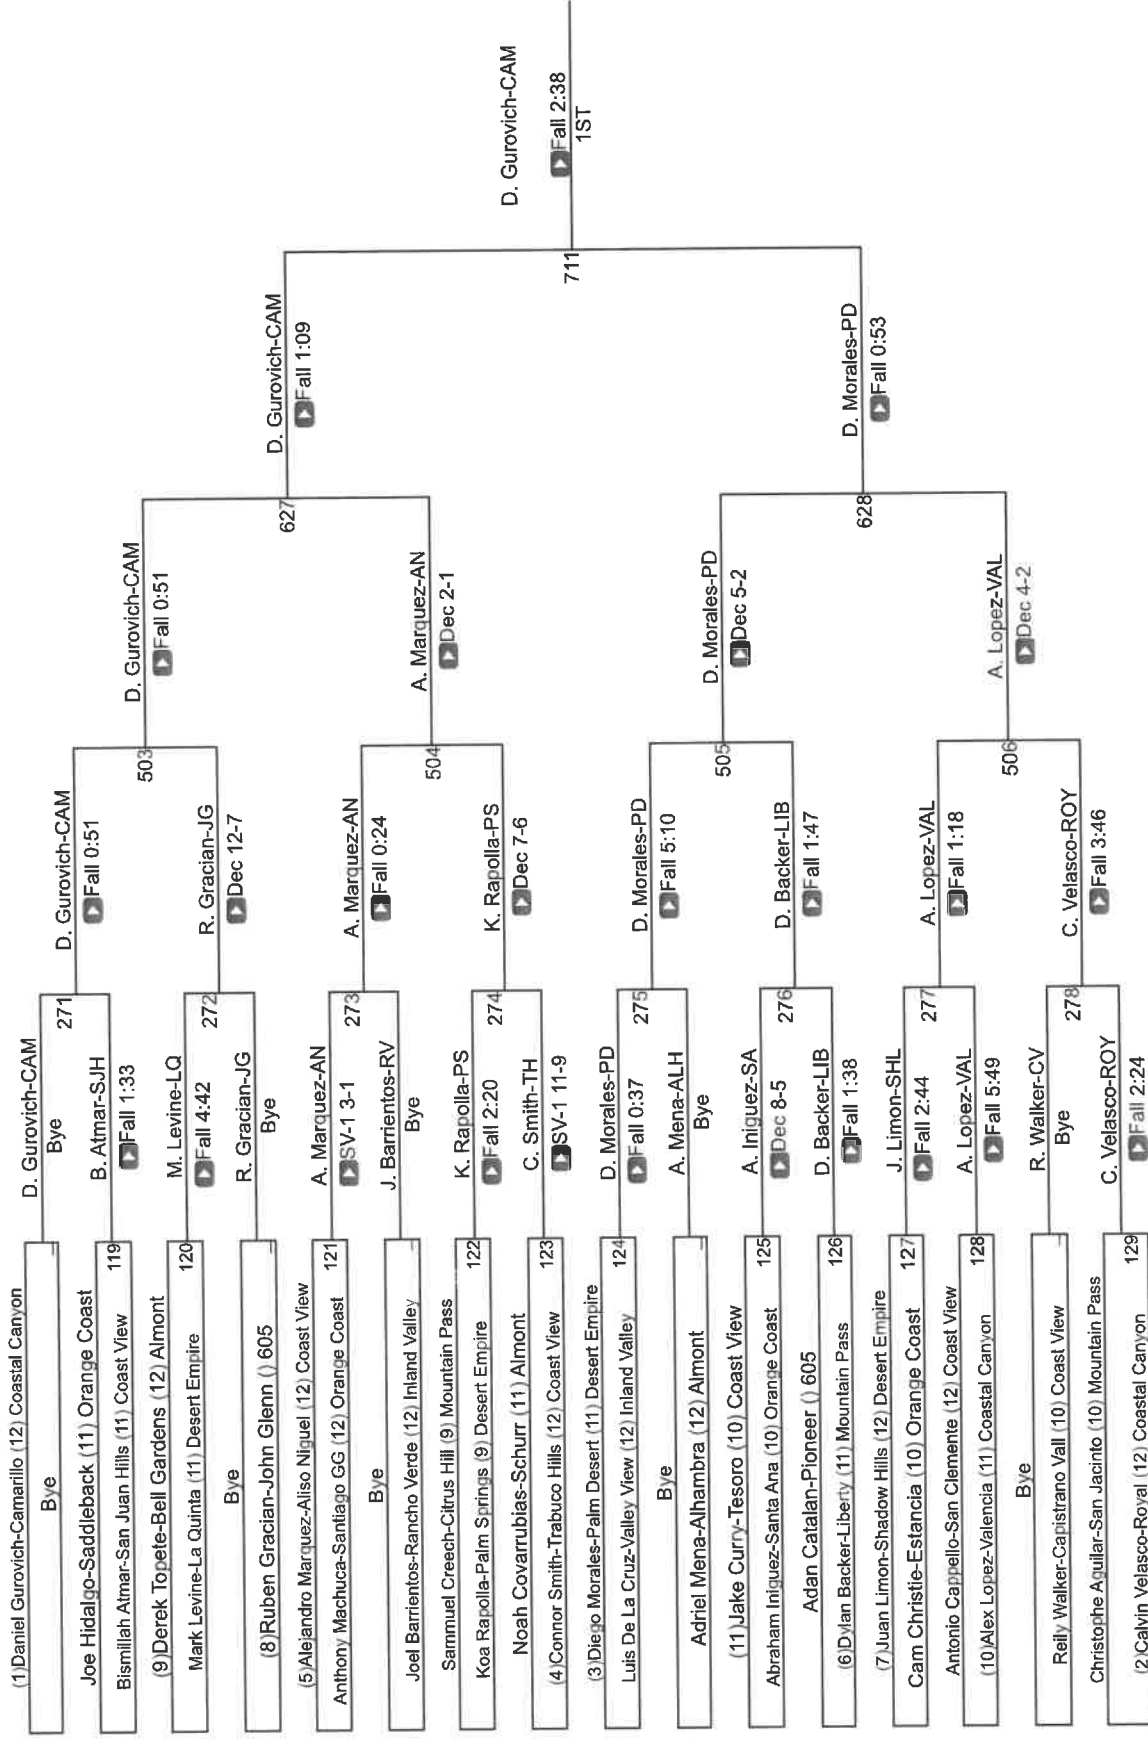 (1)Daniel Gurovich-Camarillo (12) Coastal Canyon
Bye
Joe Hidalgo-Saddleback (11) Orange Coast
119
Bismillah Atmar-San Juan Hills (11) Coast View
(9)Derek Topete-Bell Gardens (12) Almont
120
Mark Levine-La Quinta (11) Desert Empire
Bye
(8)Ruben Gracian-John Glenn () 605
(5)Alejandro Marquez-Aliso Niguel (12) Coast View
121
Anthony Machuca-Santiago GG (12) Orange Coast
Bye
Joel Barrientos-Rancho Verde (12) Inland Valley
Sammuel Creech-Citrus Hill (9) Mountain Pass
122
Koa Rapolla-Palm Springs (9) Desert Empire
Noah Covarrubias-Schurr (11) Almont
123
(4)Connor Smith-Trabuco Hills (12) Coast View
(3)Diego Morales-Palm Desert (11) Desert Empire
124
Luis De La Cruz-Valley View (12) Inland Valley
Bye
Adriel Mena-Alhambra (12) Almont
(11)Jake Curry-Tesoro (10) Coast View
125
Abraham Iniguez-Santa Ana (10) Orange Coast
Adan Catalan-Pioneer () 605
126
(6)Dylan Backer-Liberty (11) Mountain Pass
(7)Juan Limon-Shadow Hills (12) Desert Empire
127
Cam Christie-Estancia (10) Orange Coast
Antonio Cappello-San Clemente (12) Coast View
128
(10)Alex Lopez-Valencia (11) Coastal Canyon
Bye
Reily Walker-Capistrano Vall (10) Coast View
Christophe Aguilar-San Jacinto (10) Mountain Pass
129
(2)Calvin Velasco-Royal (12) Coastal Canyon
D. Gurovich-CAM
Bye
271
B. Atmar-SJH
Fall 1:33
M. Levine-LQ
Fall 4:42
272
R. Gracian-JG
Bye
A. Marquez-AN
SV-1 3-1
273
J. Barrientos-RV
Bye
K. Rapolla-PS
Fall 2:20
274
C. Smith-TH
SV-1 11-9
D. Morales-PD
Fall 0:37
275
A. Mena-ALH
Bye
A. Iniguez-SA
Dec 8-5
276
D. Backer-LIB
Fall 1:38
J. Limon-SHL
Fall 2:44
277
A. Lopez-VAL
Fall 5:49
R. Walker-CV
Bye
278
C. Velasco-ROY
Fall 2:24
D. Gurovich-CAM
Fall 0:51
503
R. Gracian-JG
Dec 12-7
A. Marquez-AN
Fall 0:24
504
K. Rapolla-PS
Dec 7-6
D. Morales-PD
Fall 5:10
505
D. Backer-LIB
Fall 1:47
A. Lopez-VAL
Fall 1:18
506
C. Velasco-ROY
Fall 3:46
D. Gurovich-CAM
Fall 0:51
627
A. Marquez-AN
Dec 2-1
D. Morales-PD
Dec 5-2
628
A. Lopez-VAL
Dec 4-2
D. Gurovich-CAM
Fall 1:09
711
D. Morales-PD
Fall 0:53
D. Gurovich-CAM
Fall 2:38
1ST